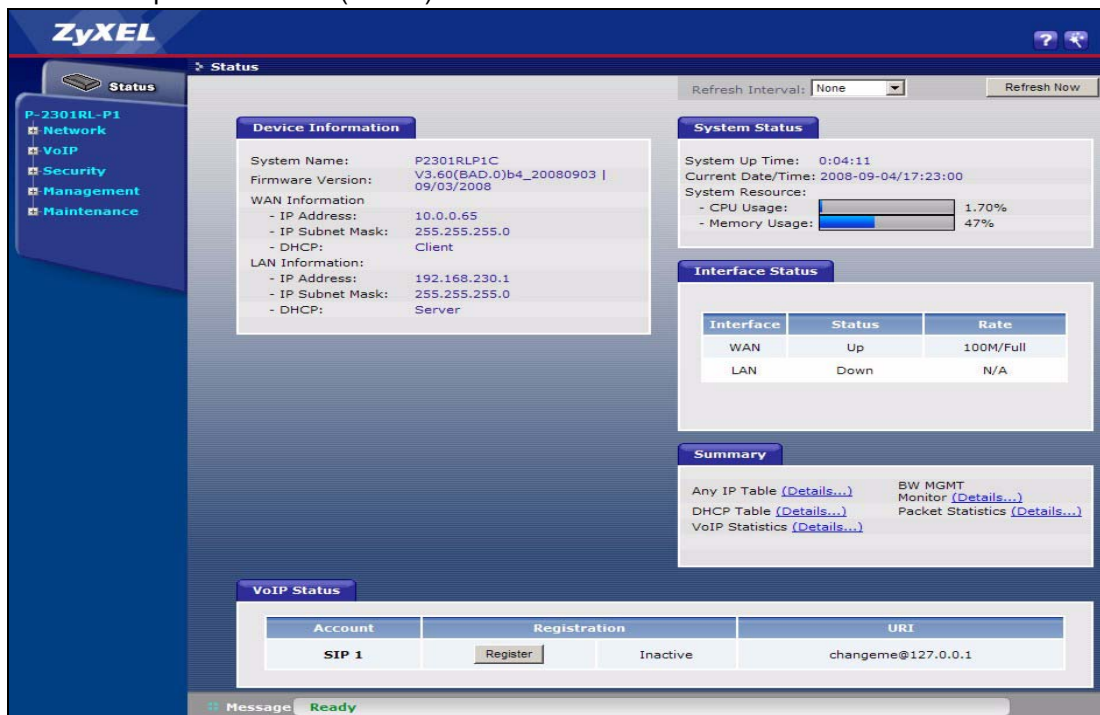 ZyXEL
Status
Status
P-2301RL-P1
Network
VoIP
Security
Management
Maintenance
Refresh Interval: None
Refresh Now
Device Information
System Name: P2301RLP1C
Firmware Version: V3.60(BAD.0)b4_20080903 |
09/03/2008
WAN Information
- IP Address: 10.0.0.65
- IP Subnet Mask: 255.255.255.0
- DHCP: Client
LAN Information:
- IP Address: 192.168.230.1
- IP Subnet Mask: 255.255.255.0
- DHCP: Server
System Status
System Up Time: 0:04:11
Current Date/Time: 2008-09-04/17:23:00
System Resource:
- CPU Usage: 1.70%
- Memory Usage: 47%
Interface Status
Interface Status Rate
WAN Up 100M/Full
LAN Down N/A
Summary
Any IP Table (Details...)
BW MGMT
Monitor (Details...)
DHCP Table (Details...)
Packet Statistics (Details...)
VoIP Statistics (Details...)
VoIP Status
Account Registration URI
SIP 1 Register Inactive changeme@127.0.0.1
Message Ready